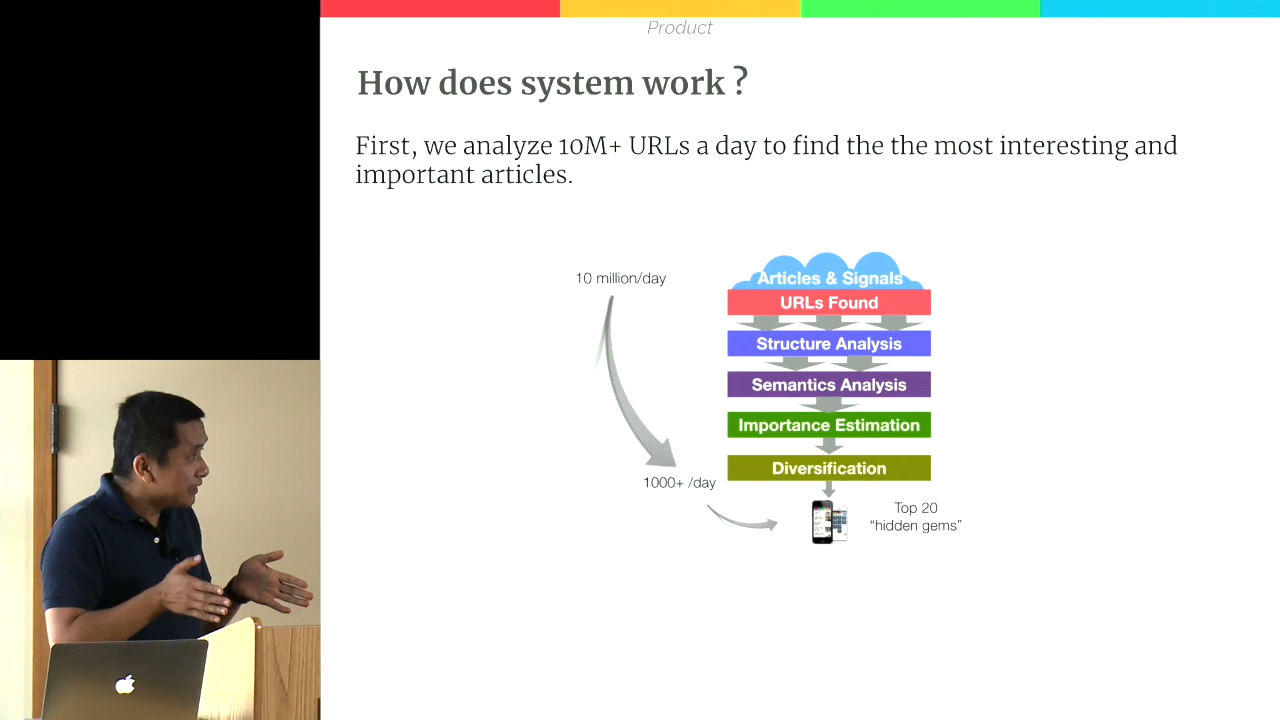 Product
How does system work ?
First, we analyze 10M+ URLs a day to find the the most interesting and
important articles.
10 million/day
Articles & Signals
URLs Found
Structure Analysis
Semantics Analysis
Importance Estimation
Diversification
1000+ /day
Top 20
“hidden gems”